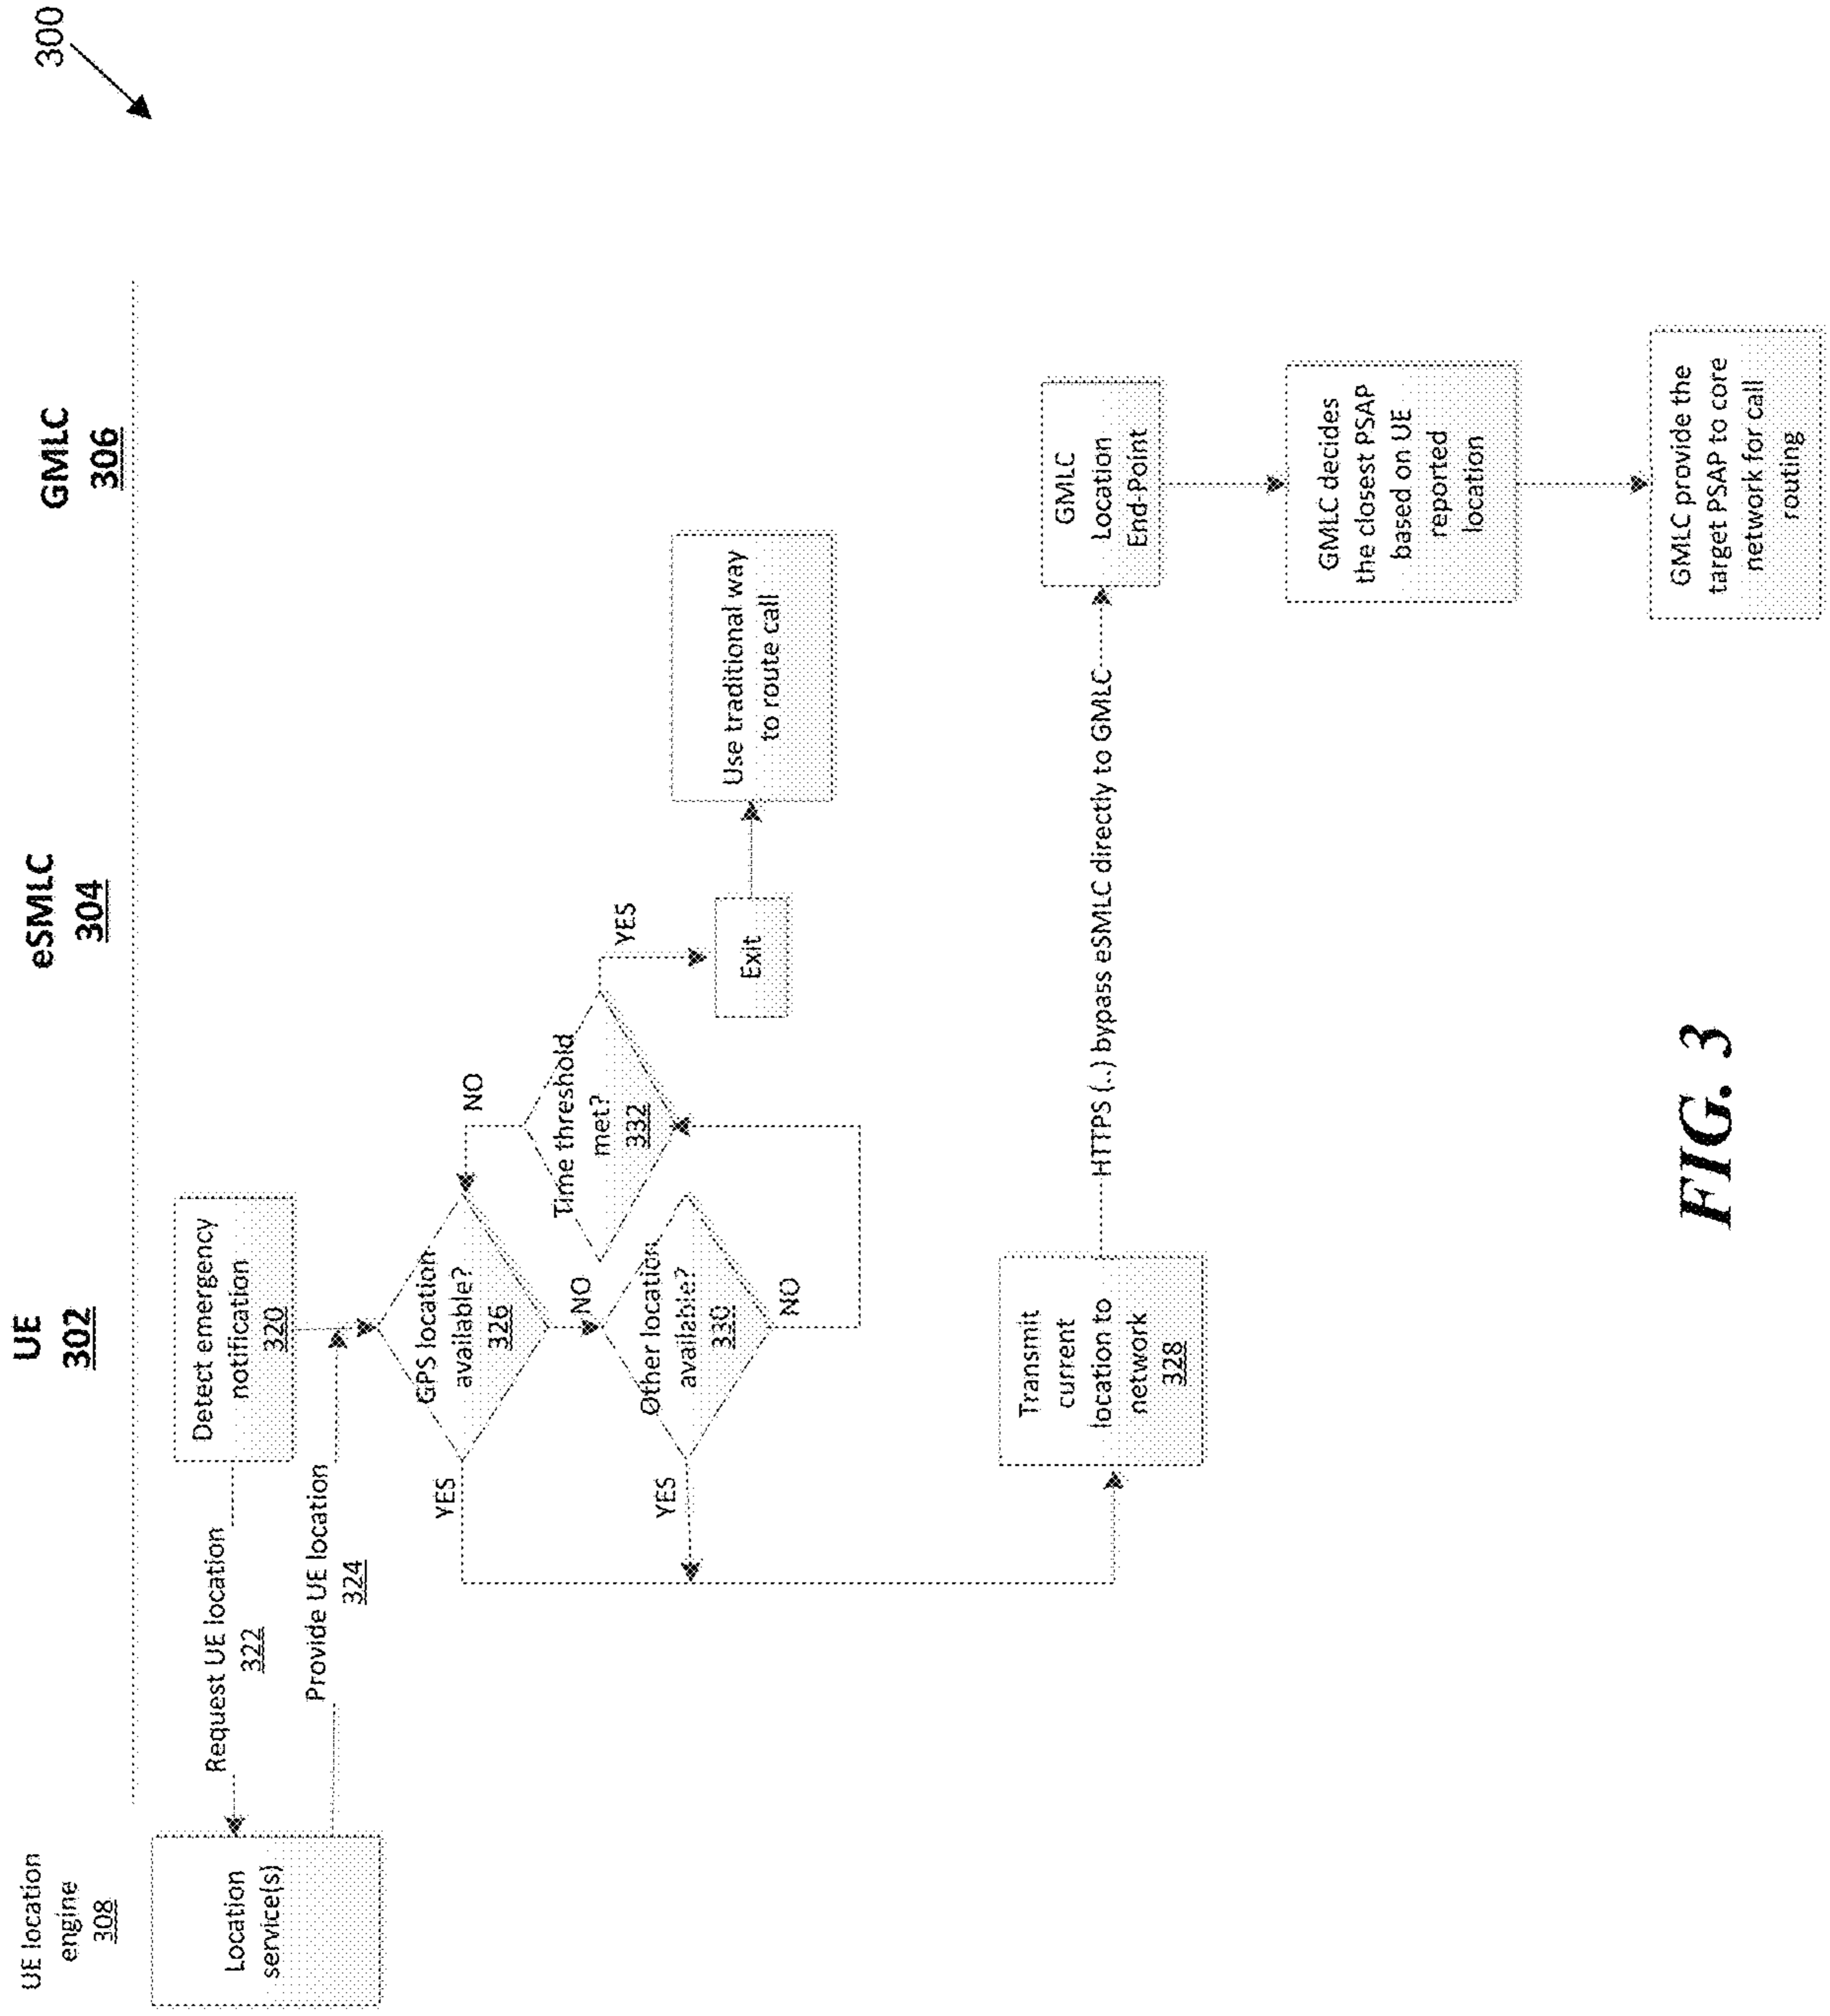 300
UE location
engine
308
UE
302
eSMLC
304
GMLC
306
Location
service(s)
Request UE location
322
Provide UE location
324
Detect emergency
notification
320
GPS location
available?
326
YES
NO
Other location
available?
330
YES
NO
Time threshold
met?
332
NO
YES
Exit
Use traditional way
to route call
Transmit
current
location to
network
328
HTTPS (..) bypass eSMLC directly to GMLC
GMLC
Location
End-Point
GMLC decides
the closest PSAP
based on UE
reported
location
GMLC provide the
target PSAP to core
network for call
routing
FIG. 3